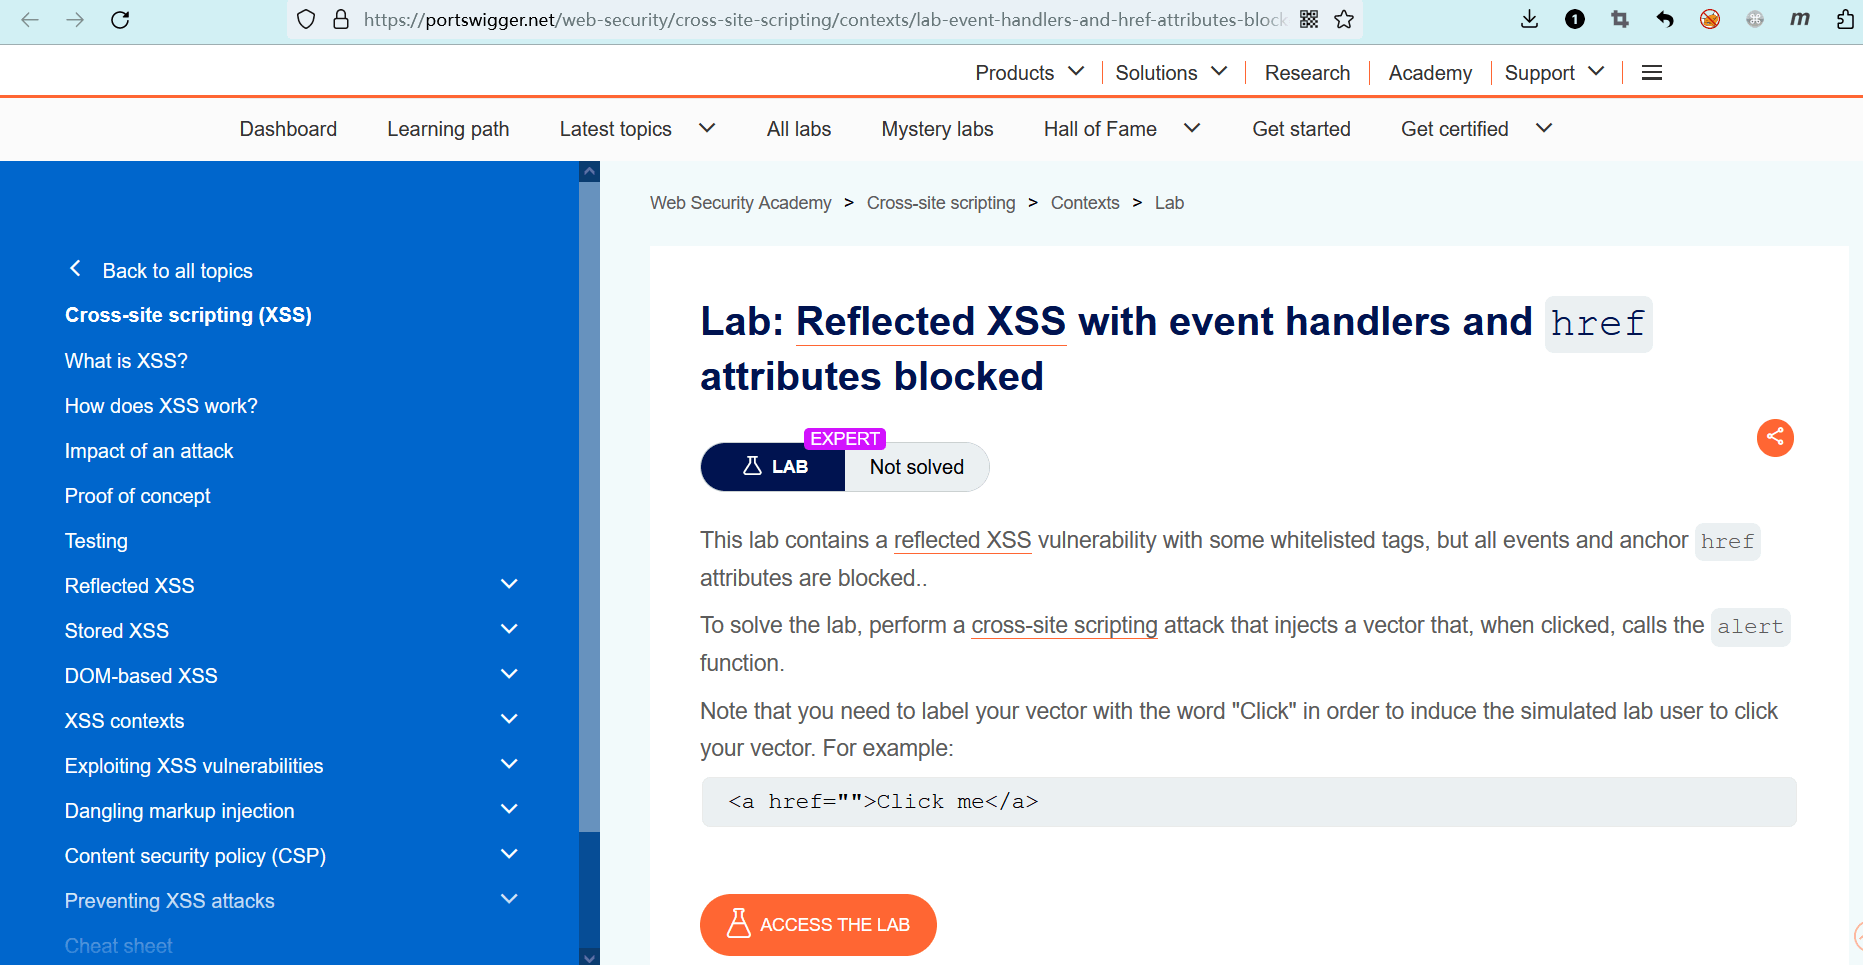 https://portswigger.net/web-security/cross-site-scripting/contexts/lab-event-handlers-and-href-attributes-block
Products
Solutions
Research
Academy
Support
Dashboard
Learning path
Latest topics
All labs
Mystery labs
Hall of Fame
Get started
Get certified
Back to all topics
Cross-site scripting (XSS)
What is XSS?
How does XSS work?
Impact of an attack
Proof of concept
Testing
Reflected XSS
Stored XSS
DOM-based XSS
XSS contexts
Exploiting XSS vulnerabilities
Dangling markup injection
Content security policy (CSP)
Preventing XSS attacks
Cheat sheet
Web Security Academy > Cross-site scripting > Contexts > Lab
Lab: Reflected XSS with event handlers and href
attributes blocked
EXPERT
LAB
Not solved
This lab contains a reflected XSS vulnerability with some whitelisted tags, but all events and anchor href
attributes are blocked..
To solve the lab, perform a cross-site scripting attack that injects a vector that, when clicked, calls the alert
function.
Note that you need to label your vector with the word "Click" in order to induce the simulated lab user to click
your vector. For example:
<a href="">Click me</a>
ACCESS THE LAB